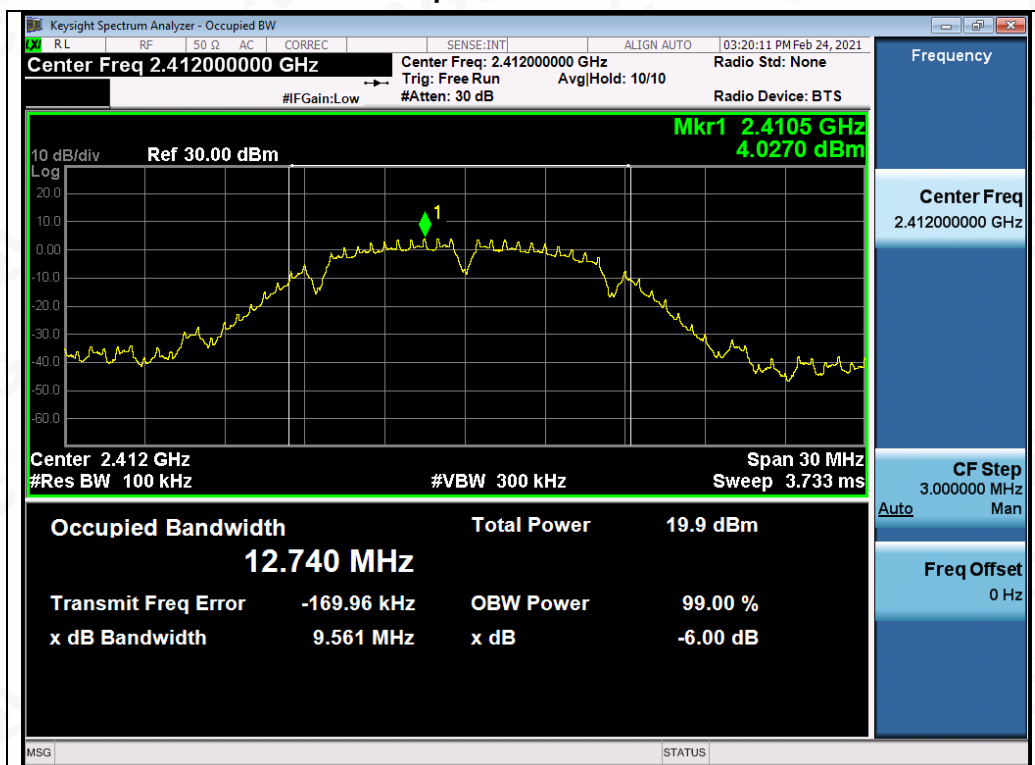 Keysight Spectrum Analyzer - Occupied BW
LXI RL RF 50 Ω AC CORREC SENSE:INT ALIGN AUTO 03:20:11 PM Feb 24, 2021
Center Freq 2.412000000 GHz
Center Freq: 2.412000000 GHz
Radio Std: None
Trig: Free Run Avg|Hold: 10/10
#IFGain:Low #Atten: 30 dB Radio Device: BTS
Mkr1 2.4105 GHz
4.0270 dBm
10 dB/div Ref 30.00 dBm
Log
20.0
1
10.0
0.00
-10.0
-20.0
-30.0
-40.0
-50.0
-60.0
Center 2.412 GHz Span 30 MHz
#Res BW 100 kHz #VBW 300 kHz Sweep 3.733 ms
Occupied Bandwidth Total Power 19.9 dBm
12.740 MHz
Transmit Freq Error -169.96 kHz OBW Power 99.00 %
x dB Bandwidth 9.561 MHz x dB -6.00 dB
MSG STATUS
Frequency
Center Freq
2.412000000 GHz
CF Step
3.000000 MHz
Auto Man
Freq Offset
0 Hz